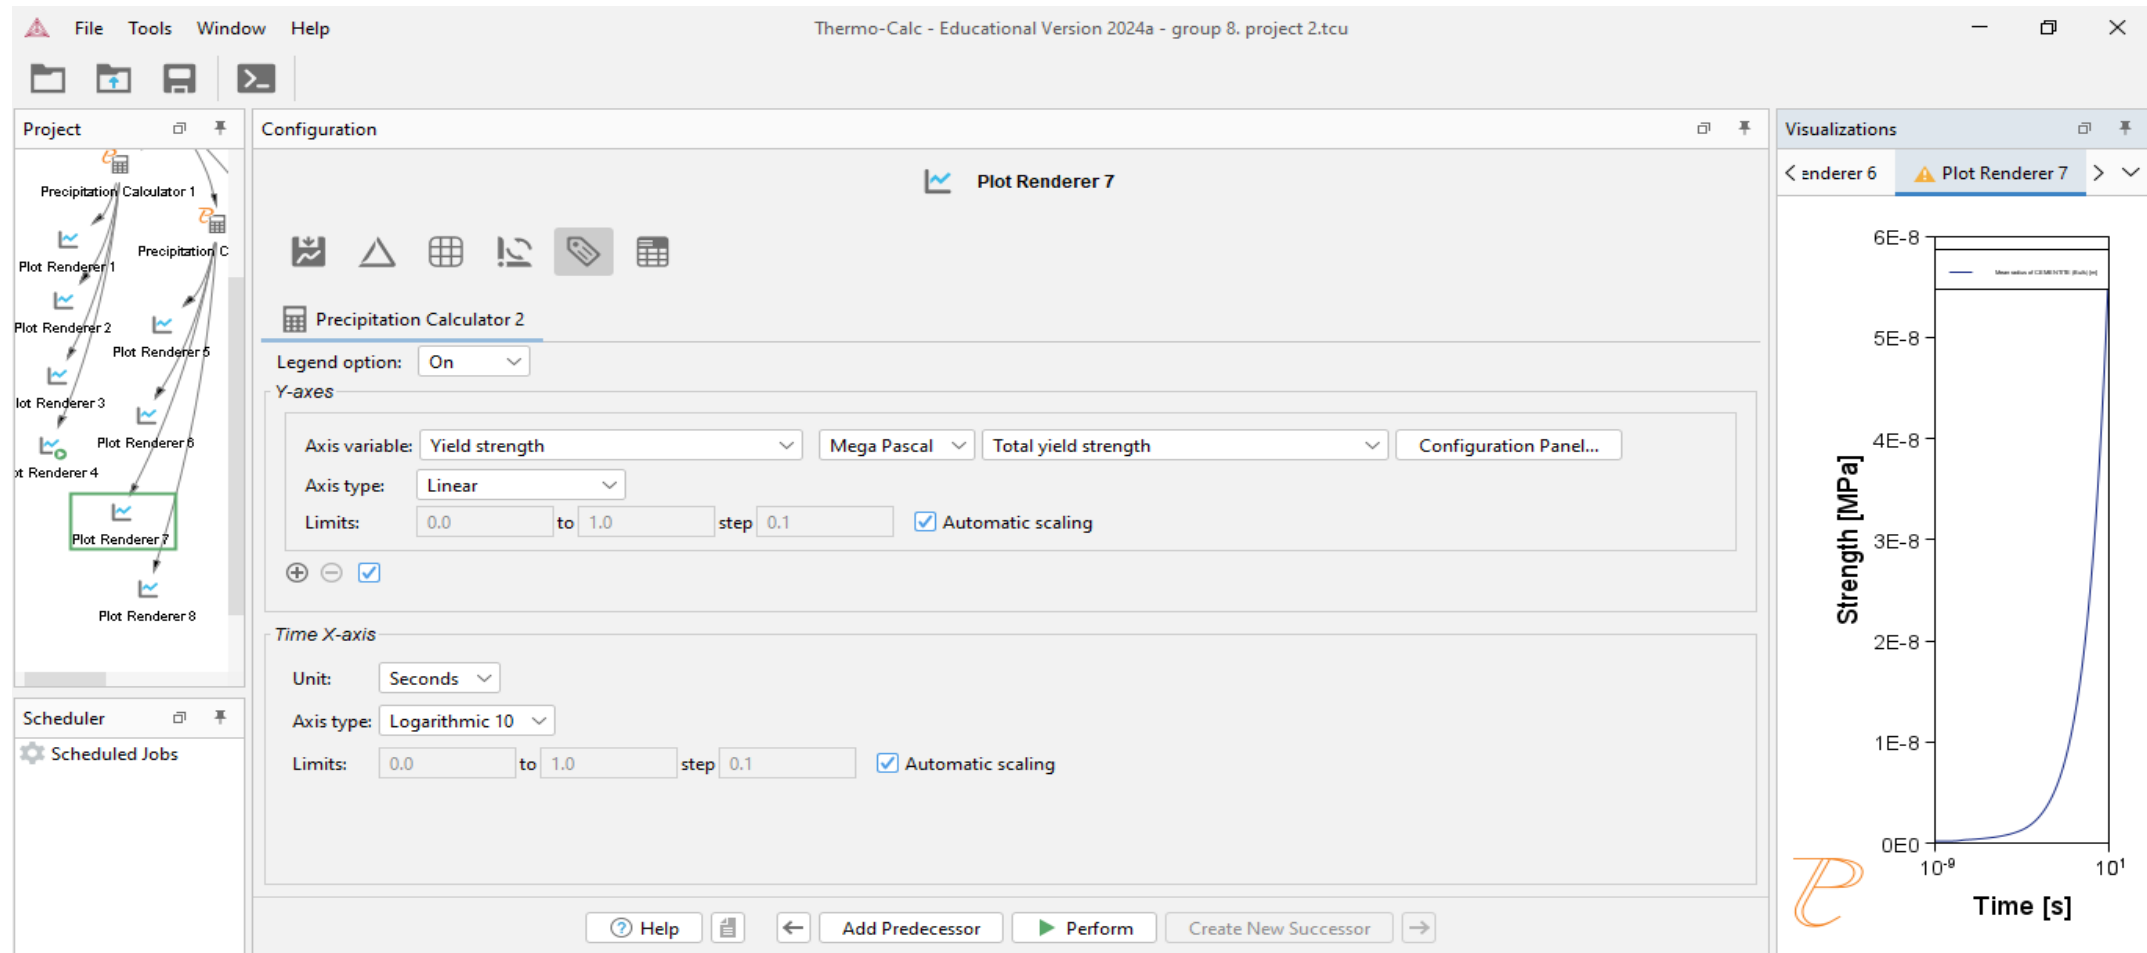 File Tools Window Help
Thermo-Calc - Educational Version 2024a - group 8. project 2.tcu
Project
Precipitation Calculator 1
Precipitation C
Plot Renderer 1
Plot Renderer 2
Plot Renderer 5
lot Renderer 3
Plot Renderer 6
ot Renderer 4
Plot Renderer 7
Plot Renderer 8
Scheduler
Scheduled Jobs
Configuration
Plot Renderer 7
Precipitation Calculator 2
Legend option: On
Y-axes
Axis variable: Yield strength Mega Pascal Total yield strength Configuration Panel...
Axis type: Linear
Limits: 0.0 to 1.0 step 0.1 Automatic scaling
Time X-axis
Unit: Seconds
Axis type: Logarithmic 10
Limits: 0.0 to 1.0 step 0.1 Automatic scaling
Help Add Predecessor Perform Create New Successor
Visualizations
enderer 6 Plot Renderer 7
Mean radius of CEMENTITE (Bulk) [m]
6E-8
5E-8
4E-8
3E-8
2E-8
1E-8
0E0
Strength [MPa]
10⁻⁹ 10¹
Time [s]